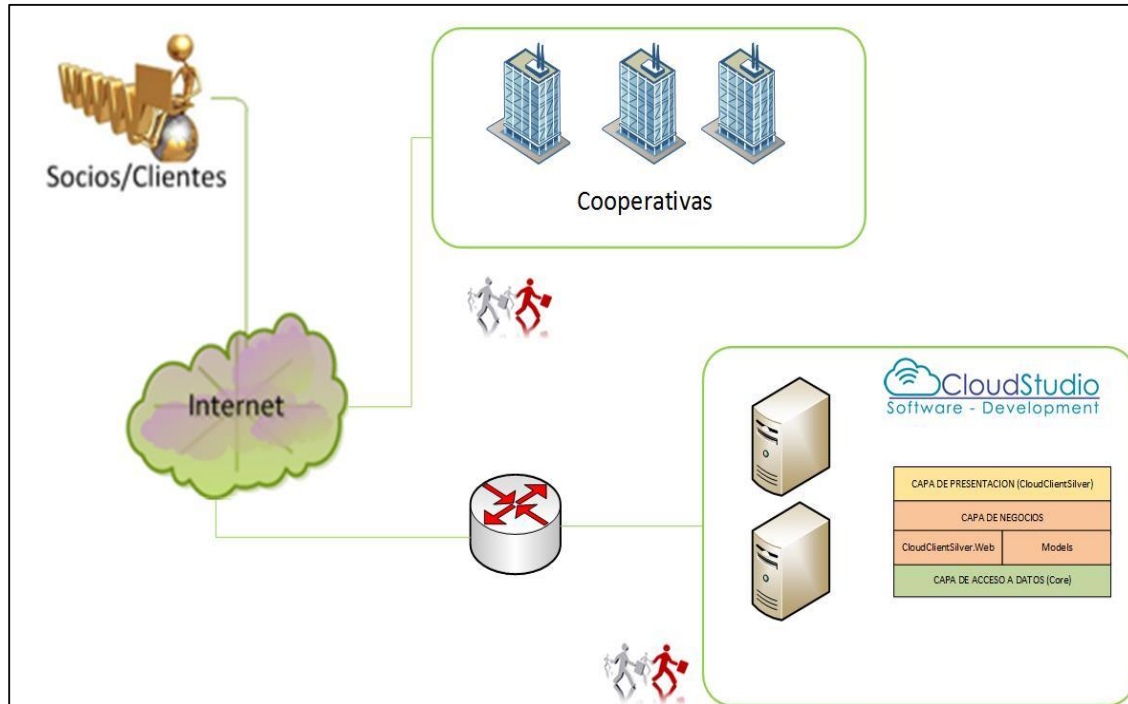 WWW
Socios/Clientes
Cooperativas
Internet
CloudStudio
Software - Development
CAPA DE PRESENTACION (CloudClientSilver)
CAPA DE NEGOCIOS
CloudClientSilver.Web
Models
CAPA DE ACCESO A DATOS (Core)